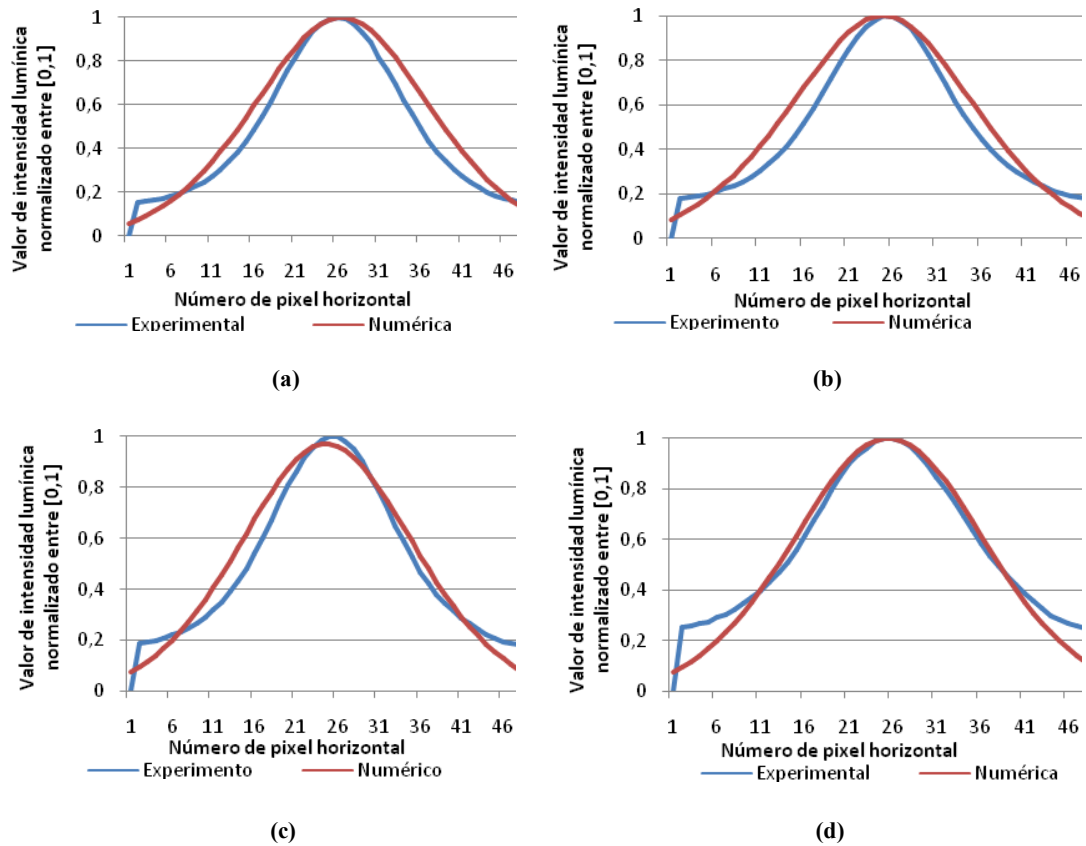 Valor de intensidad lumínica
normalizado entre [0,1]
1
0,8
0,6
0,4
0,2
0
1 6 11 16 21 26 31 36 41 46
Número de pixel horizontal
Experimental Numérica
(a)
Valor de intensidad lumínica
normalizado entre [0,1]
1
0,8
0,6
0,4
0,2
0
1 6 11 16 21 26 31 36 41 46
Número de pixel horizontal
Experimento Numérica
(b)
Valor de intensidad lumínica
normalizado entre [0,1]
1
0,8
0,6
0,4
0,2
0
1 6 11 16 21 26 31 36 41 46
Número de pixel horizontal
Experimento Numérico
(c)
Valor de intensidad lumínica
normalizado entre [0,1]
1
0,8
0,6
0,4
0,2
0
1 6 11 16 21 26 31 36 41 46
Número de pixel horizontal
Experimental Numérica
(d)